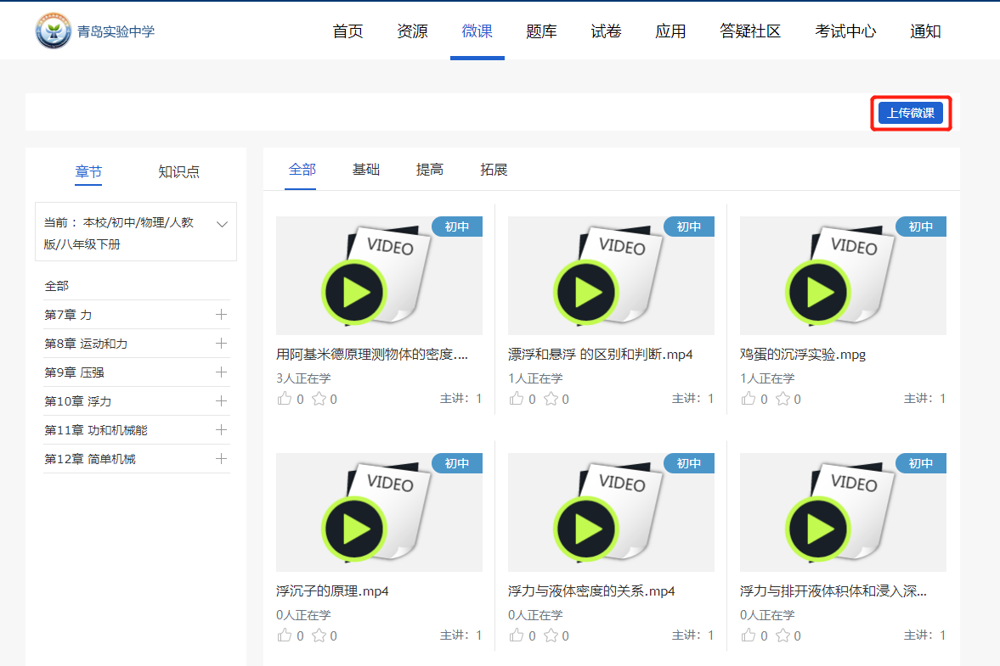 青岛实验中学
首页 资源 微课 题库 试卷 应用 答疑社区 考试中心 通知
上传微课
章节 知识点
当前： 本校/初中/物理/人教
版/八年级下册
全部
第7章 力
第8章 运动和力
第9章 压强
第10章 浮力
第11章 功和机械能
第12章 简单机械
全部 基础 提高 拓展
VIDEO 初中
VIDEO 初中
VIDEO 初中
用阿基米德原理测物体的密度....
3人正在学
0 0 主讲：1
漂浮和悬浮 的区别和判断.mp4
1人正在学
0 0 主讲：1
鸡蛋的沉浮实验.mpg
1人正在学
0 0 主讲：1
VIDEO 初中
VIDEO 初中
VIDEO 初中
浮沉子的原理.mp4
0人正在学
0 0 主讲：1
浮力与液体密度的关系.mp4
0人正在学
0 0 主讲：1
浮力与排开液体积体和浸入深...
0人正在学
0 0 主讲：1